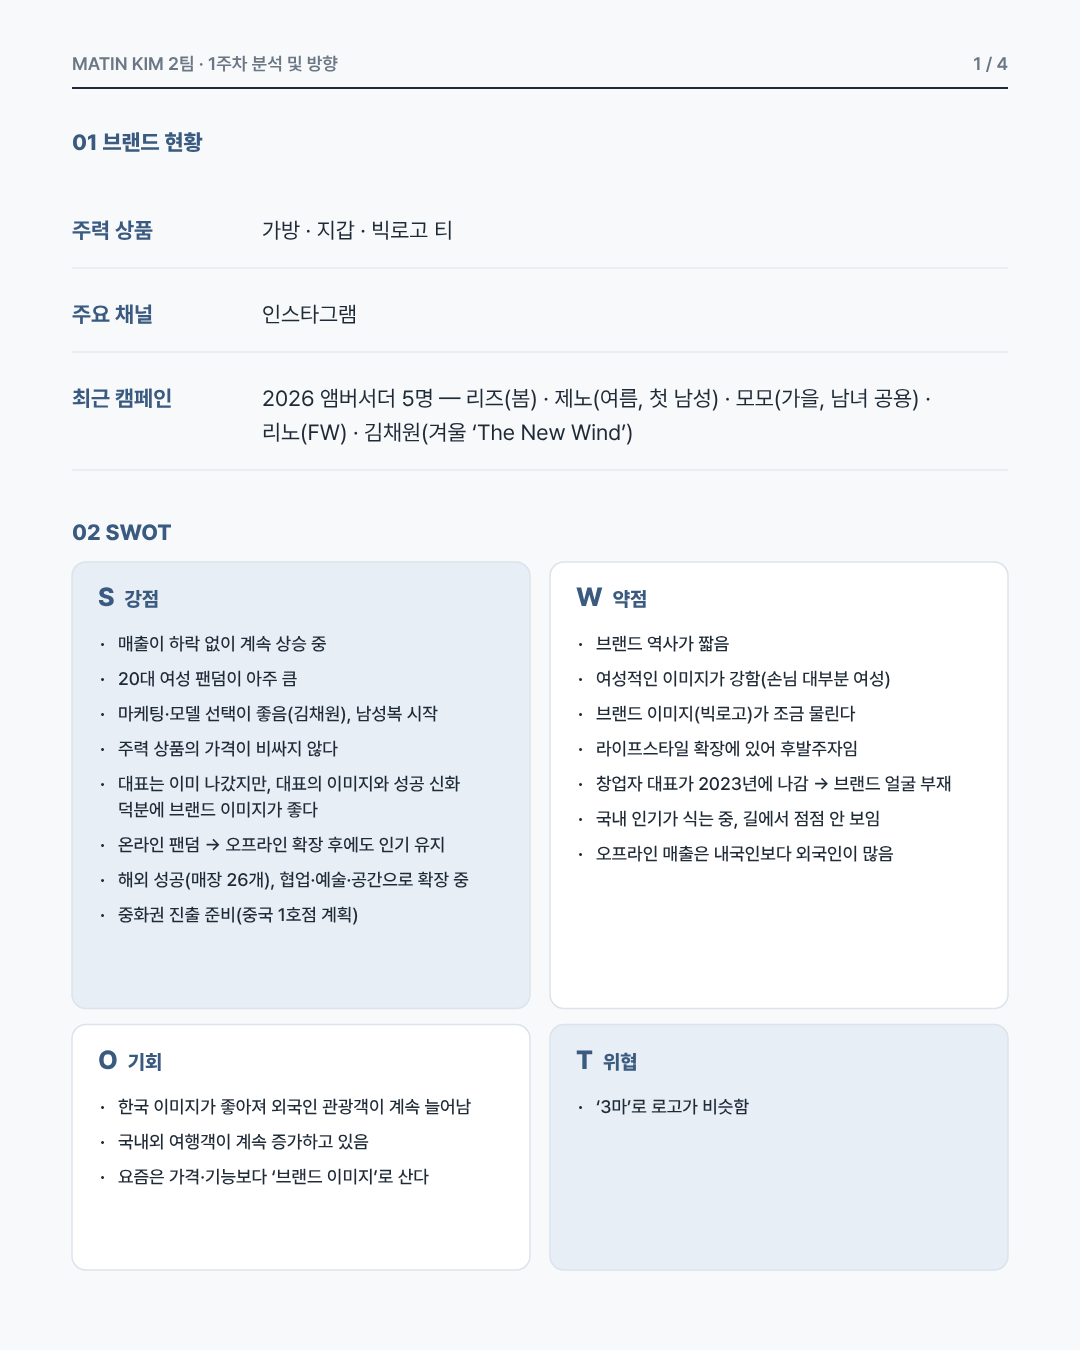 MATIN KIM 2팀 · 1주차 분석 및 방향
1 / 4
01 브랜드 현황
주력 상품
가방 · 지갑 · 빅로고 티
주요 채널
인스타그램
최근 캠페인
2026 앰버서더 5명 — 리즈(봄) · 제노(여름, 첫 남성) · 모모(가을, 남녀 공용) ·
리노(FW) · 김채원(겨울 ‘The New Wind’)
02 SWOT
S 강점
· 매출이 하락 없이 계속 상승 중
· 20대 여성 팬덤이 아주 큼
· 마케팅·모델 선택이 좋음(김채원), 남성복 시작
· 주력 상품의 가격이 비싸지 않다
· 대표는 이미 나갔지만, 대표의 이미지와 성공 신화
덕분에 브랜드 이미지가 좋다
· 온라인 팬덤 → 오프라인 확장 후에도 인기 유지
· 해외 성공(매장 26개), 협업·예술·공간으로 확장 중
· 중화권 진출 준비(중국 1호점 계획)
W 약점
· 브랜드 역사가 짧음
· 여성적인 이미지가 강함(손님 대부분 여성)
· 브랜드 이미지(빅로고)가 조금 물린다
· 라이프스타일 확장에 있어 후발주자임
· 창업자 대표가 2023년에 나감 → 브랜드 얼굴 부재
· 국내 인기가 식는 중, 길에서 점점 안 보임
· 오프라인 매출은 내국인보다 외국인이 많음
O 기회
· 한국 이미지가 좋아져 외국인 관광객이 계속 늘어남
· 국내외 여행객이 계속 증가하고 있음
· 요즘은 가격·기능보다 ‘브랜드 이미지’로 산다
T 위협
· ‘3마’로 로고가 비슷함